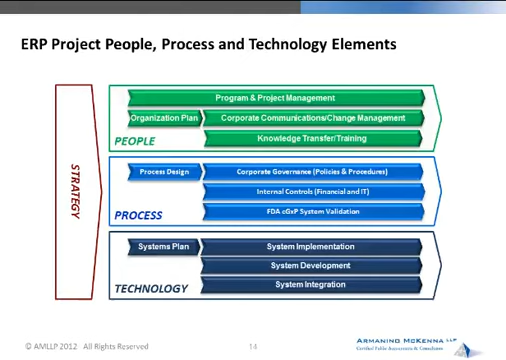 ERP Project People, Process and Technology Elements
STRATEGY
Program & Project Management
Organization Plan
Corporate Communications/Change Management
Knowledge Transfer/Training
PEOPLE
Process Design
Corporate Governance (Policies & Procedures)
Internal Controls (Financial and IT)
FDA cGxP System Validation
PROCESS
Systems Plan
System Implementation
System Development
System Integration
TECHNOLOGY
© AMLLP 2012 - All Rights Reserved
14
ARMANINO MCKENNA LLP
Certified Public Accountants & Consultants